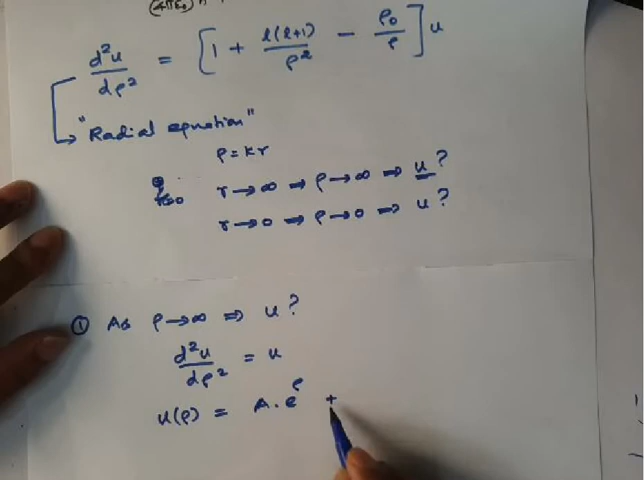 d²u/dρ² = [1 + l(l+1)/ρ² - ρ₀/ρ] u
"Radial equation"
ρ = kr
r → ∞ ⇒ ρ → ∞ ⇒ u?
r → 0 ⇒ ρ → 0 ⇒ u?
① As ρ → ∞ ⇒ u?
d²u/dρ² = u
u(ρ) = A.e^ρ +